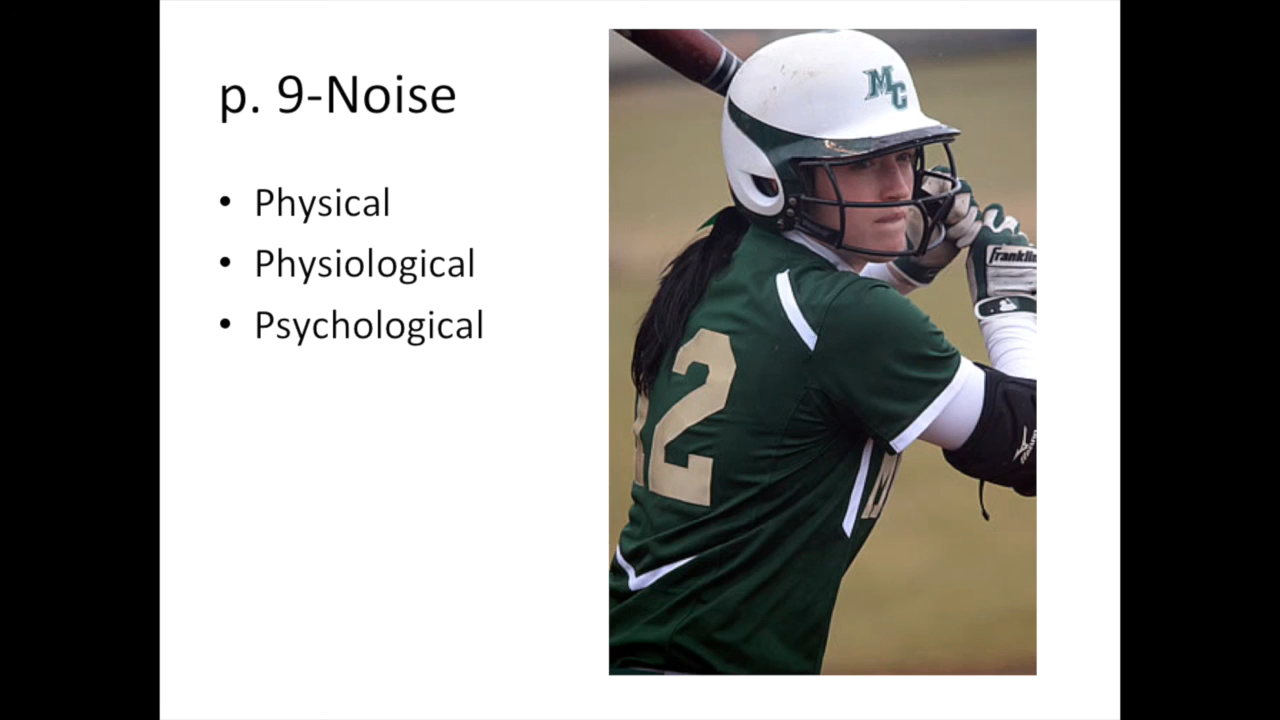 p. 9-Noise
• Physical
• Physiological
• Psychological
MC
Franklin
12